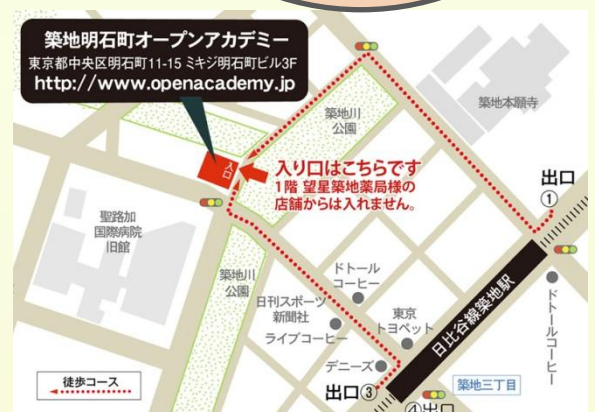 築地明石町オープンアカデミー
東京都中央区明石町11-15 ミキジ明石町ビル3F
http://www.openacademy.jp
築地川
公園
築地本願寺
入口
入り口はこちらです
1階 望星築地薬局様の
店舗からは入れません。
出口
①
聖路加
国際病院
旧館
築地川
公園
ドトール
コーヒー
日刊スポーツ
新聞社
ライブコーヒー
東京
トヨペット
日比谷線築地駅
ドトールコーヒー
デニーズ
徒歩コース
出口③
築地三丁目
④出口